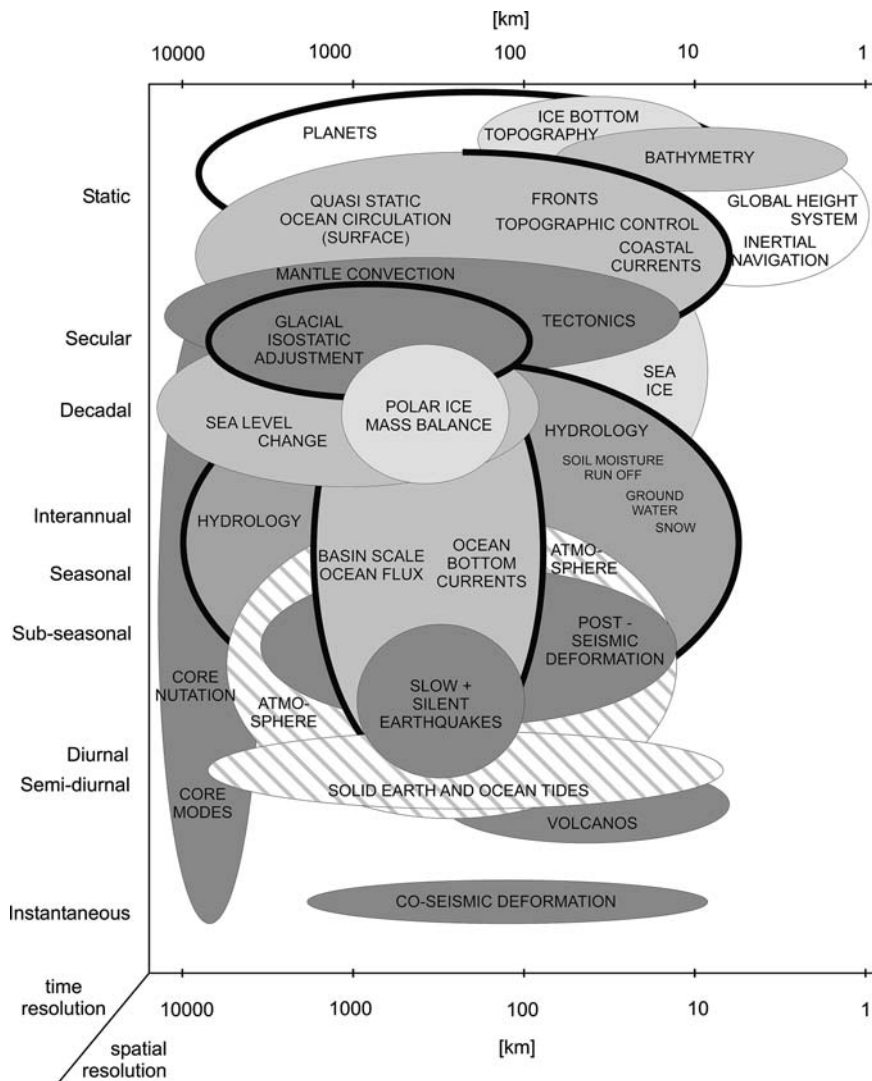 [km]
10000 1000 100 10 1
PLANETS
ICE BOTTOM
TOPOGRAPHY
BATHYMETRY
Static
QUASI STATIC
OCEAN CIRCULATION
(SURFACE)
FRONTS
TOPOGRAPHIC CONTROL
COASTAL
CURRENTS
GLOBAL HEIGHT
SYSTEM
INERTIAL
NAVIGATION
MANTLE CONVECTION
Secular
GLACIAL
ISOSTATIC
ADJUSTMENT
TECTONICS
SEA
ICE
Decadal
SEA LEVEL
CHANGE
POLAR ICE
MASS BALANCE
HYDROLOGY
SOIL MOISTURE
RUN OFF
GROUND
WATER
SNOW
Interannual
HYDROLOGY
Seasonal
BASIN SCALE
OCEAN FLUX
OCEAN
BOTTOM
CURRENTS
ATMO-
SPHERE
Sub-seasonal
POST -
SEISMIC
DEFORMATION
CORE
NUTATION
ATMO-
SPHERE
SLOW +
SILENT
EARTHQUAKES
Diurnal
Semi-diurnal
SOLID EARTH AND OCEAN TIDES
CORE
MODES
VOLCANOS
Instantaneous
CO-SEISMIC DEFORMATION
time
resolution
10000 1000 100 10 1
[km]
spatial
resolution